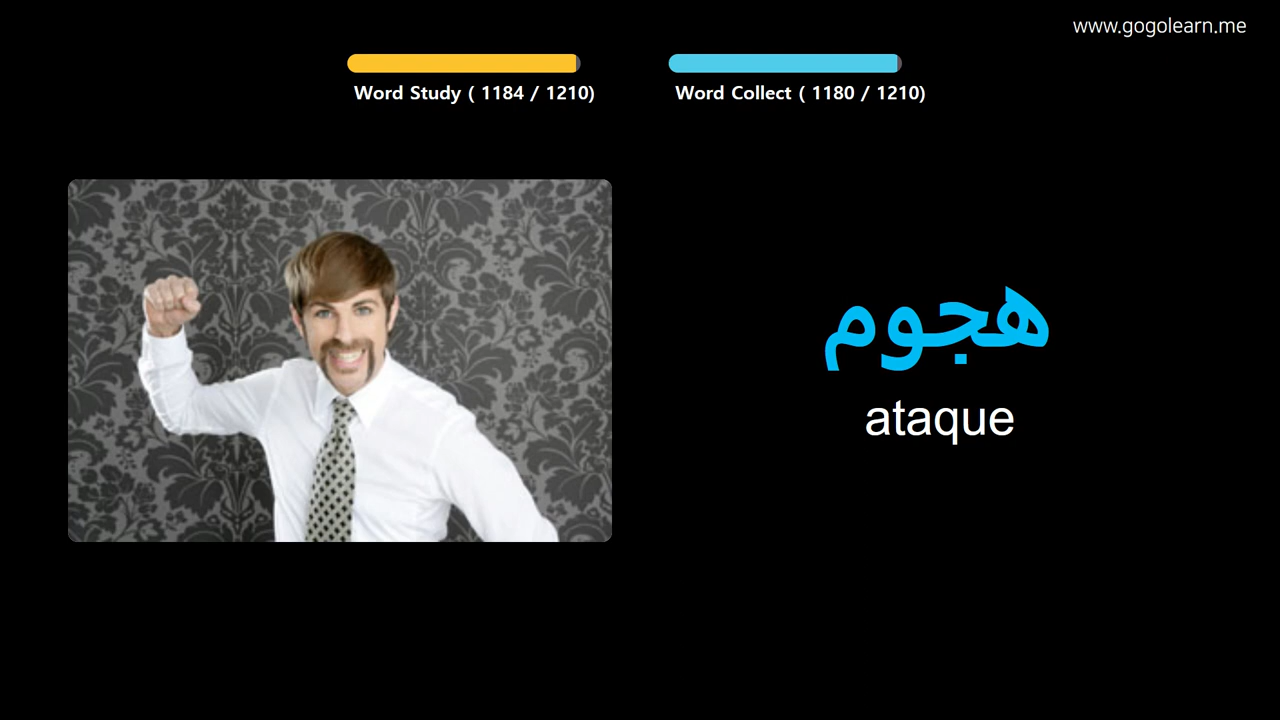 www.gogolearn.me
Word Study ( 1184 / 1210)
Word Collect ( 1180 / 1210)
هجوم
ataque